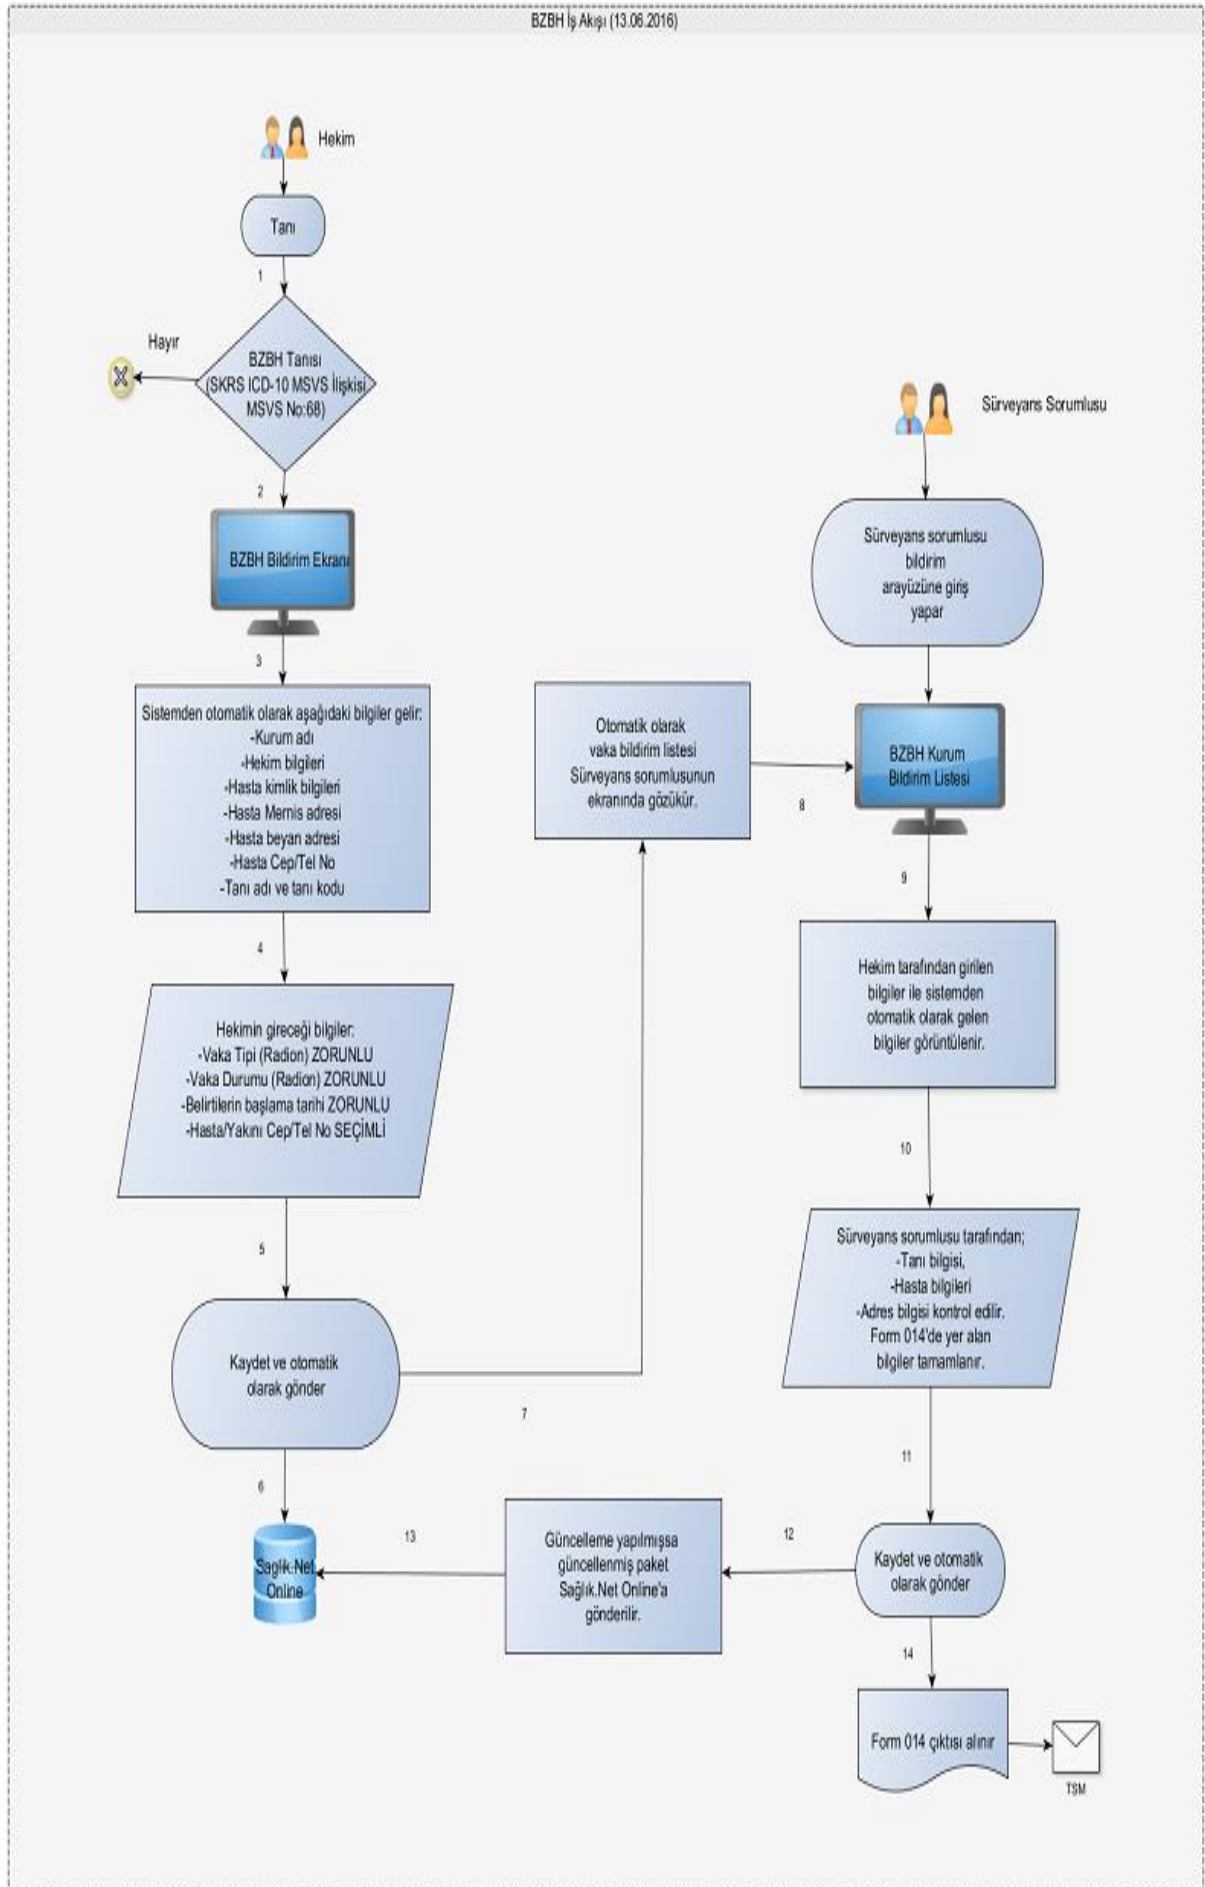 BZBH İş Akışı (13.06.2016)
Hekim
Tanı
1
Hayır
BZBH Tanısı
(SKRS ICD-10 MSVS İlişkisi
MSVS No:68)
2
BZBH Bildirim Ekranı
3
Sistemden otomatik olarak aşağıdaki bilgiler gelir:
-Kurum adı
-Hekim bilgileri
-Hasta kimlik bilgileri
-Hasta Mernis adresi
-Hasta beyan adresi
-Hasta Cep/Tel No
-Tanı adı ve tanı kodu
4
Hekimin gireceği bilgiler:
-Vaka Tipi (Radion) ZORUNLU
-Vaka Durumu (Radion) ZORUNLU
-Belirtilerin başlama tarihi ZORUNLU
-Hasta/Yakını Cep/Tel No SEÇİMLİ
5
Kaydet ve otomatik
olarak gönder
6
7
Saglik.Net
Online
Otomatik olarak
vaka bildirim listesi
Sürveyans sorumlusunun
ekranında gözükür.
8
Sürveyans Sorumlusu
Sürveyans sorumlusu
bildirim
arayüzüne giriş
yapar
BZBH Kurum
Bildirim Listesi
9
Hekim tarafından girilen
bilgiler ile sistemden
otomatik olarak gelen
bilgiler görüntülenir.
10
Sürveyans sorumlusu tarafından;
-Tanı bilgisi,
-Hasta bilgileri
-Adres bilgisi kontrol edilir.
Form 014'de yer alan
bilgiler tamamlanır.
11
Kaydet ve otomatik
olarak gönder
12
Güncelleme yapılmışsa
güncellenmiş paket
Sağlık.Net Online'a
gönderilir.
13
14
Form 014 çıktısı alınır
TSM